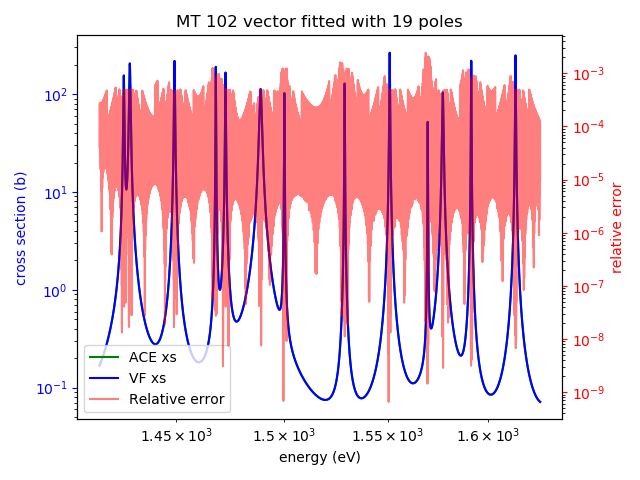 MT 102 vector fitted with 19 poles
cross section (b)
10² 10¹ 10⁰ 10⁻¹
10⁻³ 10⁻⁴ 10⁻⁵ 10⁻⁶ 10⁻⁷ 10⁻⁸ 10⁻⁹
relative error
ACE xs
VF xs
Relative error
1.45 × 10³ 1.5 × 10³ 1.55 × 10³ 1.6 × 10³
energy (eV)